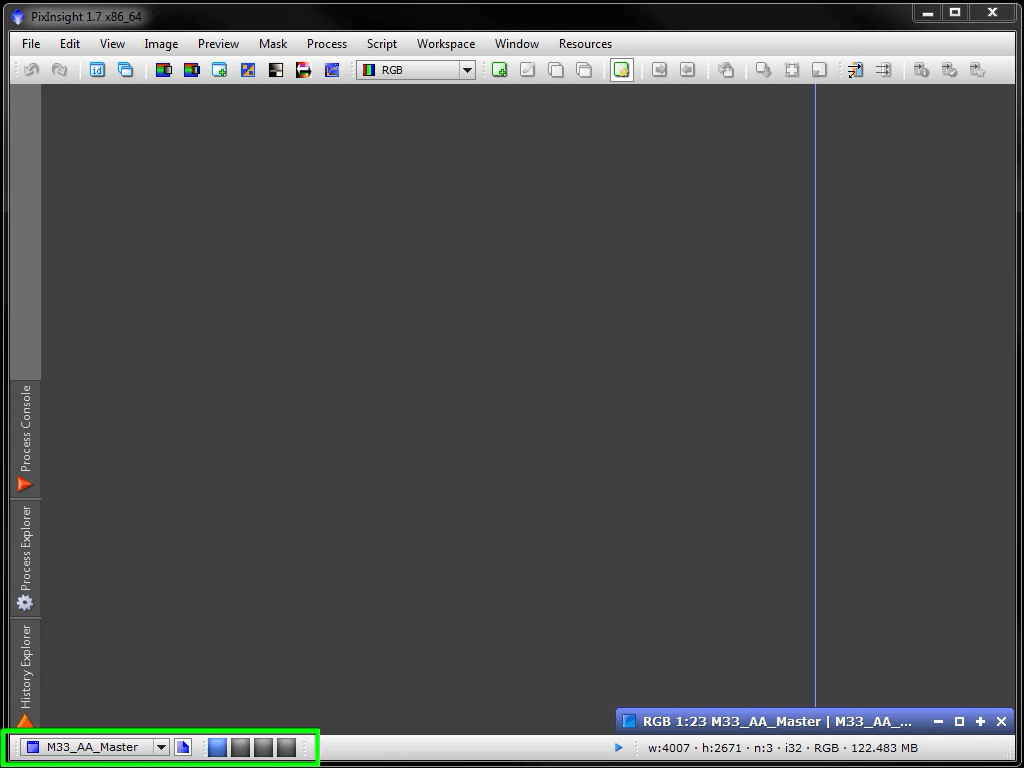 PixInsight 1.7 x86_64
File Edit View Image Preview Mask Process Script Workspace Window Resources
id RGB
Process Console
Process Explorer
History Explorer
RGB 1:23 M33_AA_Master | M33_AA_...
M33_AA_Master
w:4007 · h:2671 · n:3 · i32 · RGB · 122.483 MB